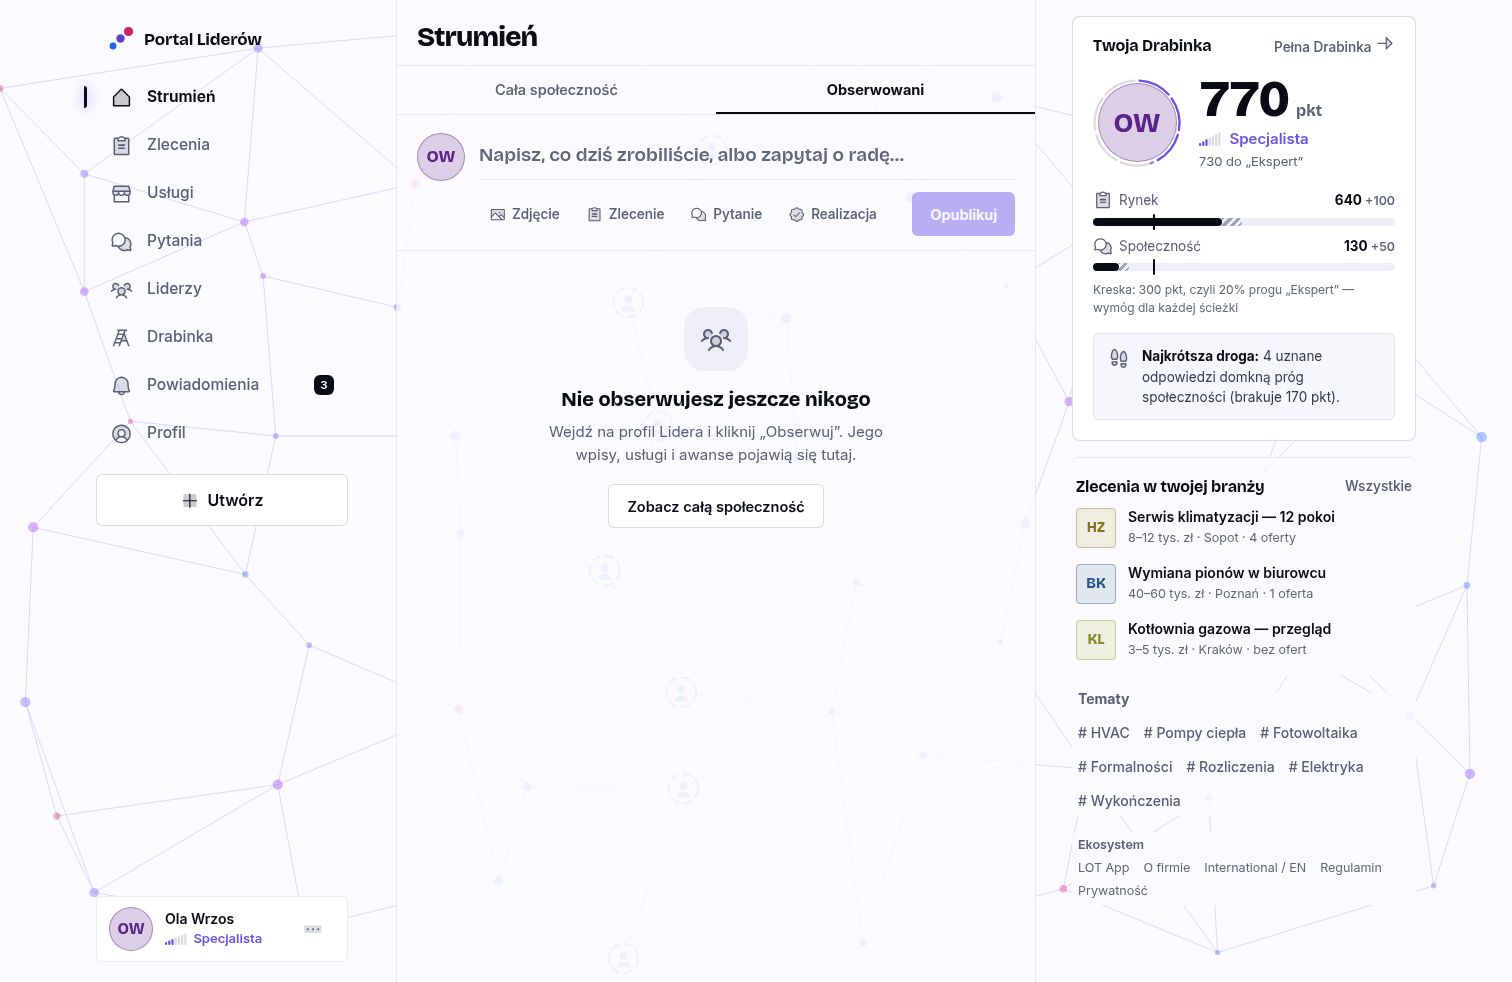 Portal Liderów
Strumień
Zlecenia
Usługi
Pytania
Liderzy
Drabinka
Powiadomienia 3
Profil
Utwórz
OW Ola Wrzos
Specjalista
Strumień
Cała społeczność Obserwowani
OW Napisz, co dziś zrobiliście, albo zapytaj o radę...
Zdjęcie Zlecenie Pytanie Realizacja Opublikuj
Nie obserwujesz jeszcze nikogo
Wejdź na profil Lidera i kliknij „Obserwuj”. Jego
wpisy, usługi i awanse pojawią się tutaj.
Zobacz całą społeczność
Twoja Drabinka Pełna Drabinka
OW 770 pkt
Specjalista
730 do „Ekspert”
Rynek 640 +100
Społeczność 130 +50
Kreska: 300 pkt, czyli 20% progu „Ekspert” —
wymóg dla każdej ścieżki
Najkrótsza droga: 4 uznane
odpowiedzi domkną próg
społeczności (brakuje 170 pkt).
Zlecenia w twojej branży Wszystkie
HZ Serwis klimatyzacji — 12 pokoi
8–12 tys. zł · Sopot · 4 oferty
BK Wymiana pionów w biurowcu
40–60 tys. zł · Poznań · 1 oferta
KL Kotłownia gazowa — przegląd
3–5 tys. zł · Kraków · bez ofert
Tematy
# HVAC # Pompy ciepła # Fotowoltaika
# Formalności # Rozliczenia # Elektryka
# Wykończenia
Ekosystem
LOT App O firmie International / EN Regulamin
Prywatność